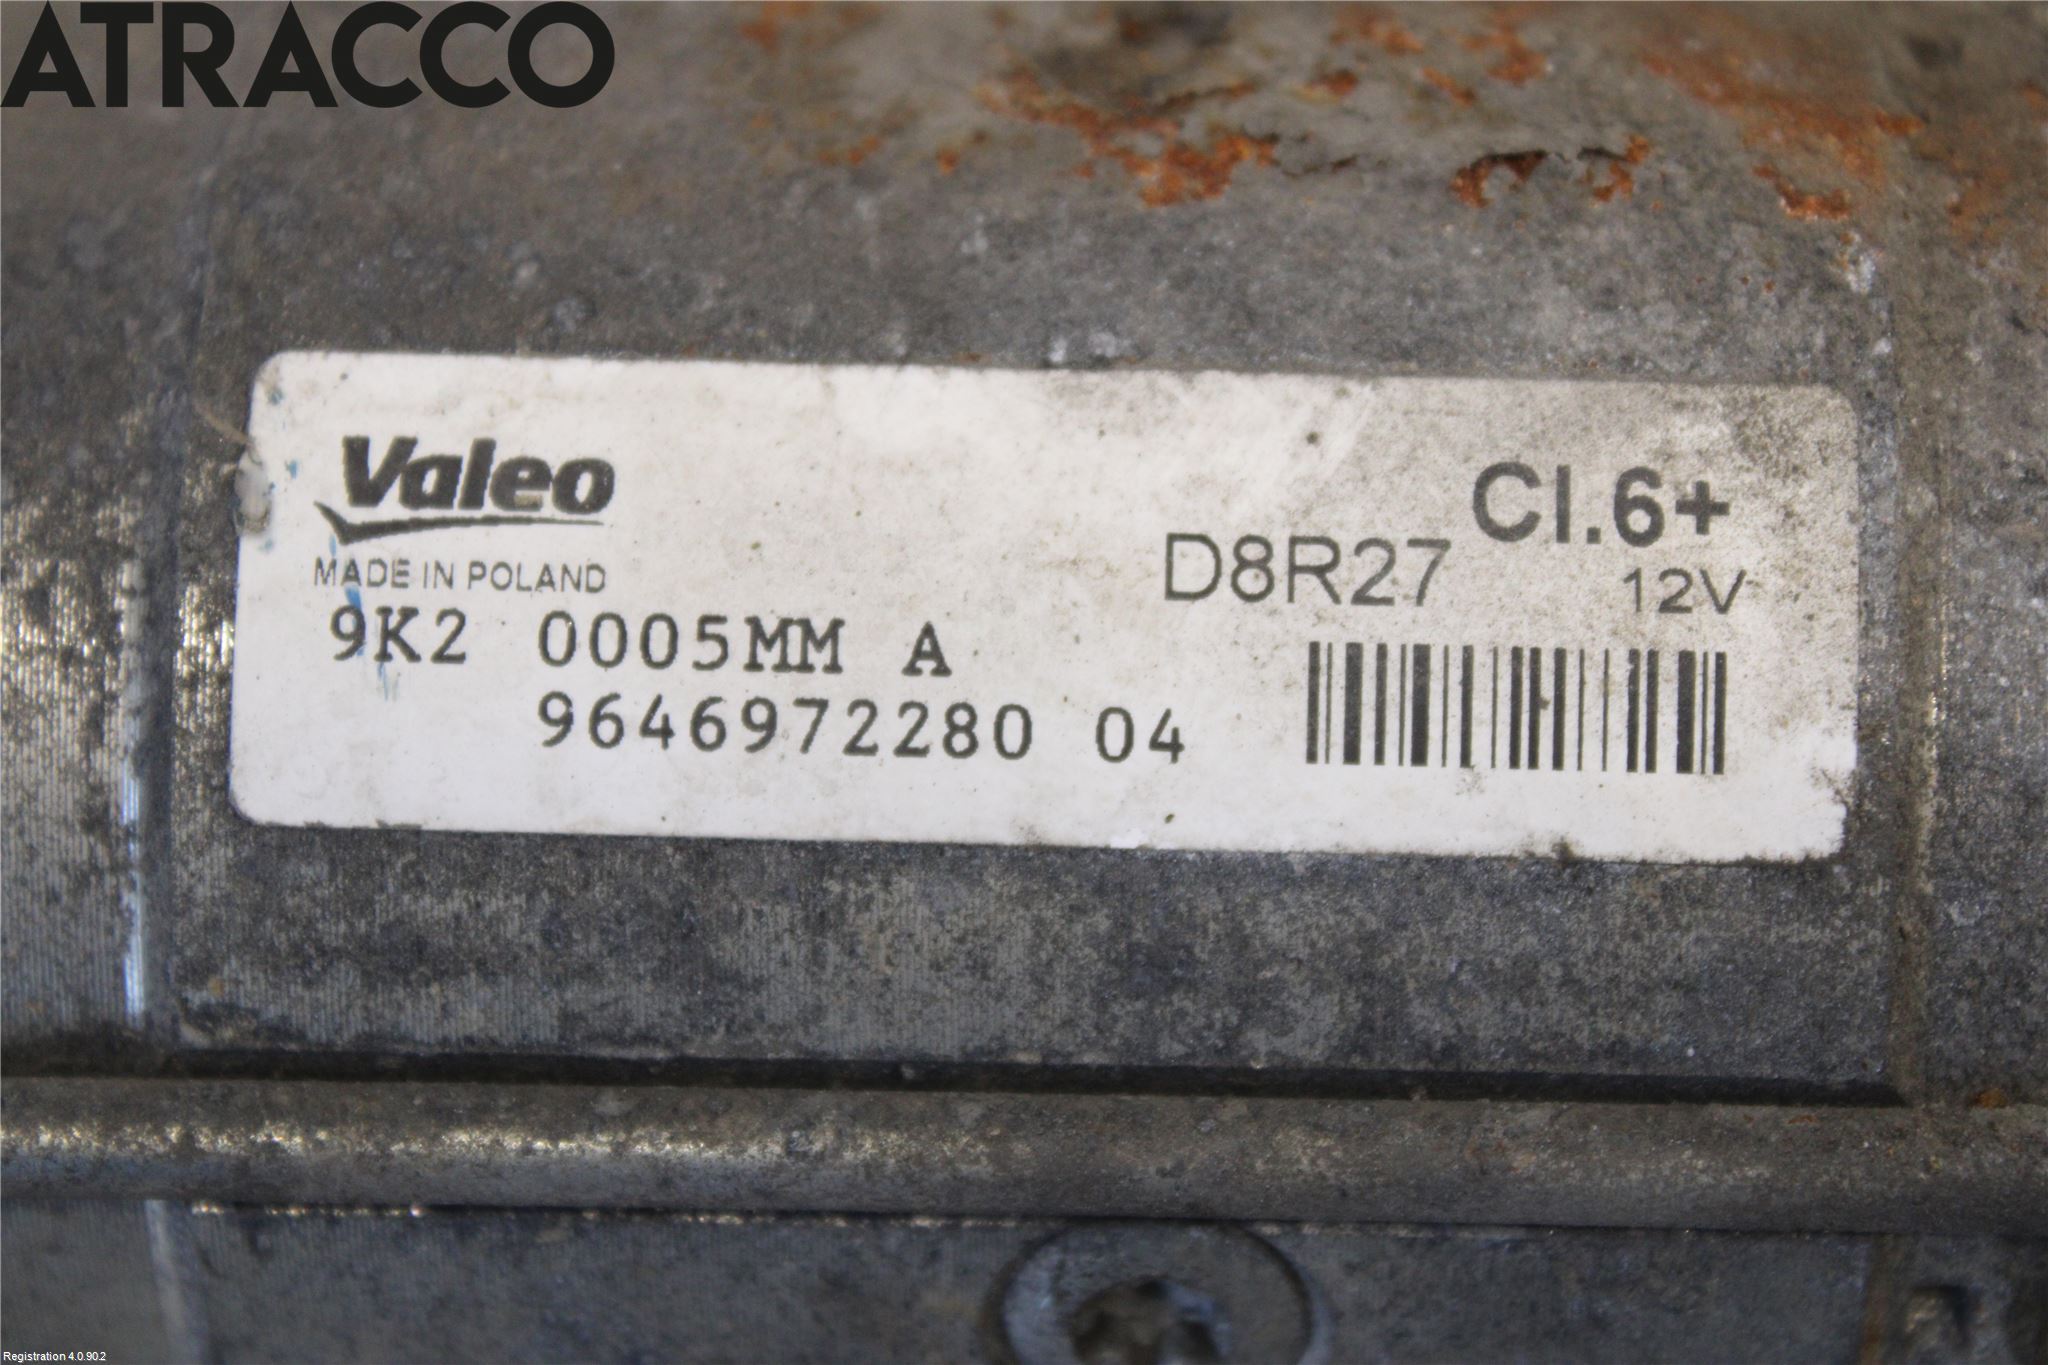 ATRACCO
Valeo
MADE IN POLAND
Cl.6+
D8R27
12V
9K2 0005MM A
9646972280 04
Registration 4.0.90.2